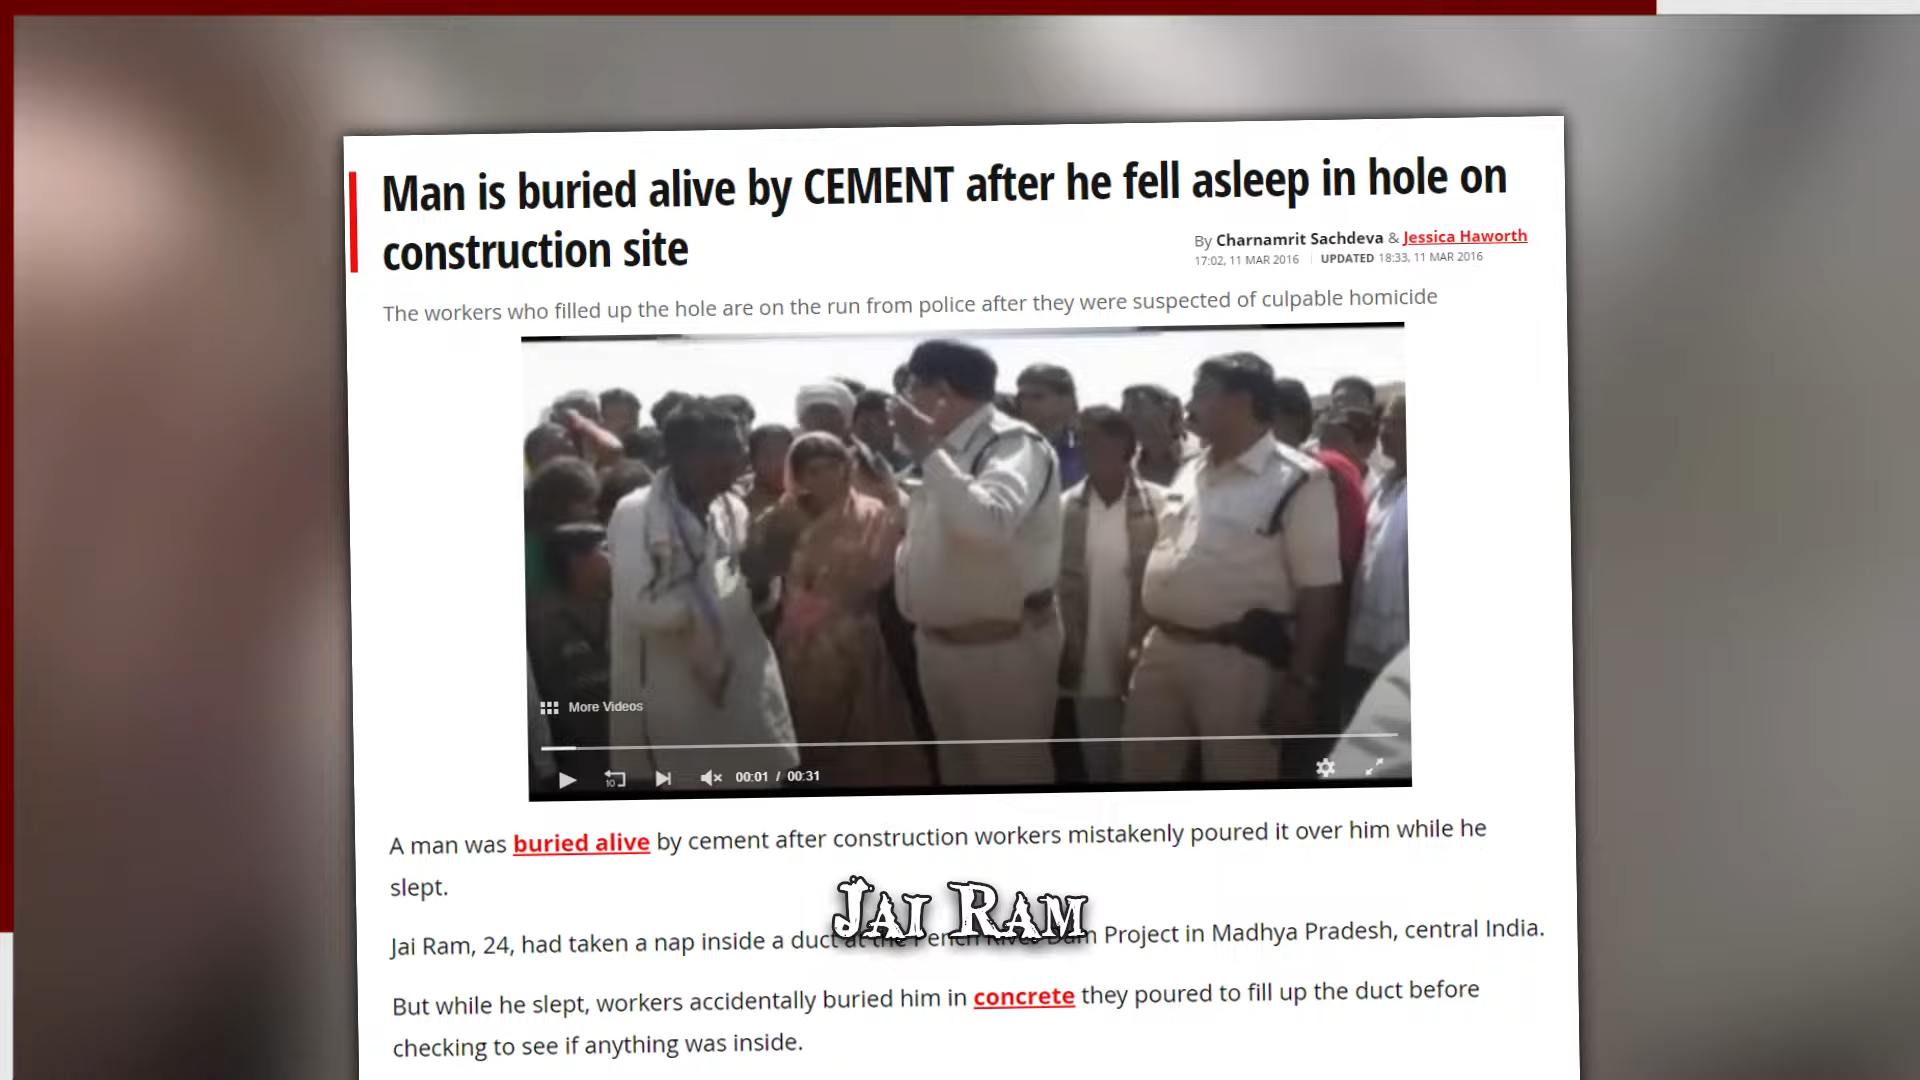 Man is buried alive by CEMENT after he fell asleep in hole on
construction site
By Charnamrit Sachdeva & Jessica Haworth
17:02, 11 MAR 2016 UPDATED 18:33, 11 MAR 2016
The workers who filled up the hole are on the run from police after they were suspected of culpable homicide
More Videos
10
00:01 / 00:31
A man was buried alive by cement after construction workers mistakenly poured it over him while he
slept.
Jai Ram
Jai Ram, 24, had taken a nap inside a duct at the Pench River Dam Project in Madhya Pradesh, central India.
But while he slept, workers accidentally buried him in concrete they poured to fill up the duct before
checking to see if anything was inside.